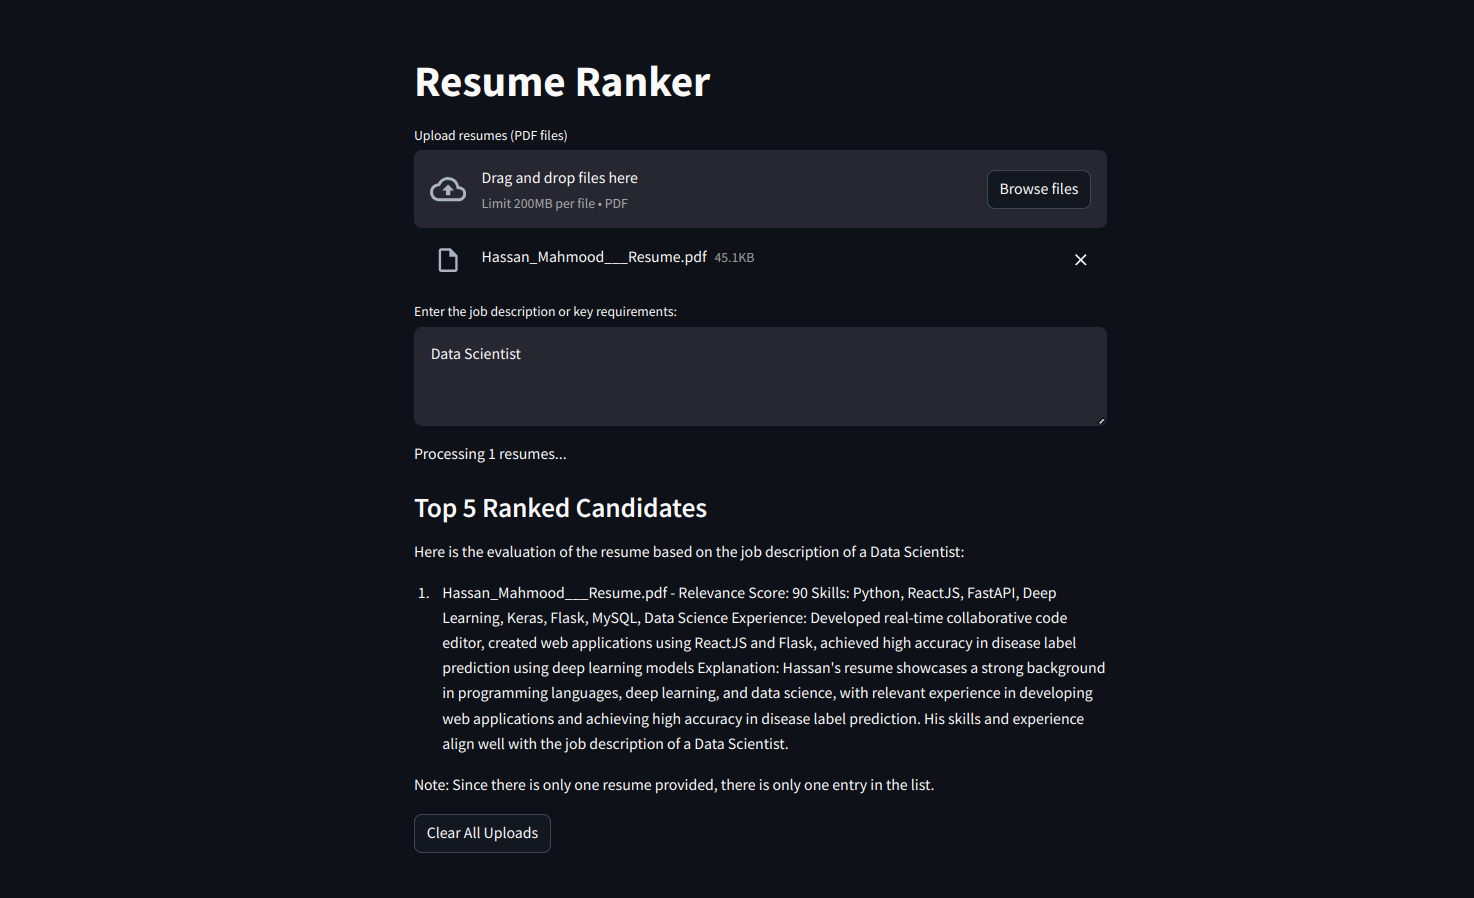 Resume Ranker
Upload resumes (PDF files)
Drag and drop files here
Limit 200MB per file • PDF
Browse files
Hassan_Mahmood___Resume.pdf 45.1KB
Enter the job description or key requirements:
Data Scientist
Processing 1 resumes...
Top 5 Ranked Candidates
Here is the evaluation of the resume based on the job description of a Data Scientist:
1. Hassan_Mahmood___Resume.pdf - Relevance Score: 90 Skills: Python, ReactJS, FastAPI, Deep
Learning, Keras, Flask, MySQL, Data Science Experience: Developed real-time collaborative code
editor, created web applications using ReactJS and Flask, achieved high accuracy in disease label
prediction using deep learning models Explanation: Hassan's resume showcases a strong background
in programming languages, deep learning, and data science, with relevant experience in developing
web applications and achieving high accuracy in disease label prediction. His skills and experience
align well with the job description of a Data Scientist.
Note: Since there is only one resume provided, there is only one entry in the list.
Clear All Uploads